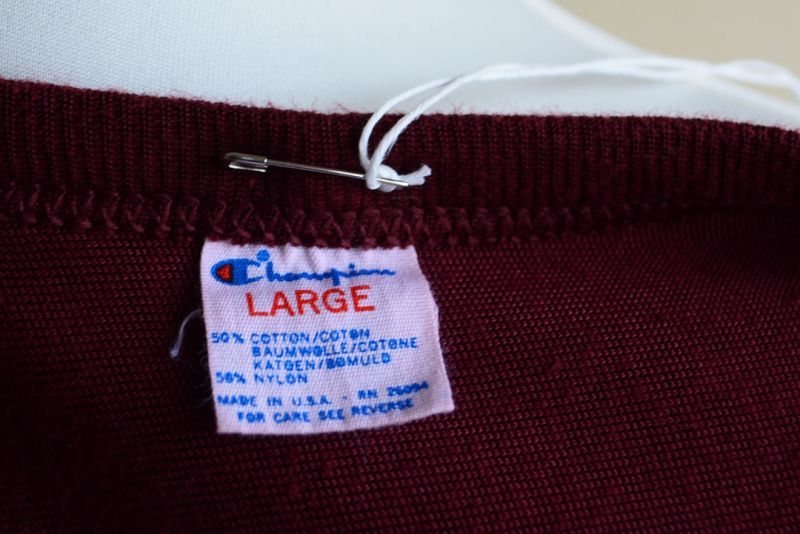 Champion
LARGE
50% COTTON/COTON
BAUMWOLLE/COTONE
KATOEN/BOMULD
50% NYLON
MADE IN U.S.A. - RN 26094
FOR CARE SEE REVERSE